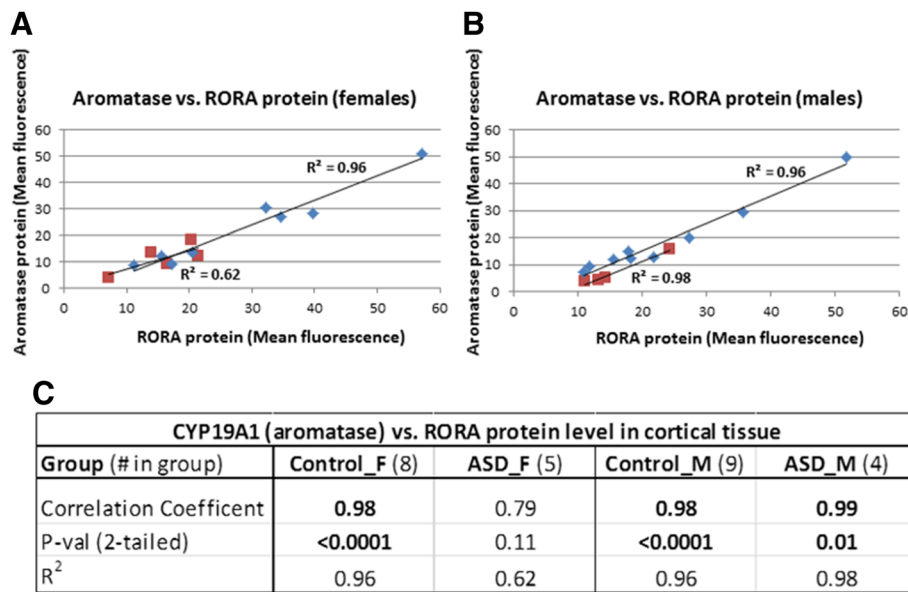 A
Aromatase vs. RORA protein (females)
Aromatase protein (Mean fluorescence)
60
50
40
30
20
10
0
R² = 0.96
R² = 0.62
0 10 20 30 40 50 60
RORA protein (Mean fluorescence)
B
Aromatase vs. RORA protein (males)
Aromatase protein (Mean fluorescence)
60
50
40
30
20
10
0
R² = 0.96
R² = 0.98
0 10 20 30 40 50 60
RORA protein (Mean fluorescence)
C
CYP19A1 (aromatase) vs. RORA protein level in cortical tissue
Group (# in group) Control_F (8) ASD_F (5) Control_M (9) ASD_M (4)
Correlation Coefficent 0.98 0.79 0.98 0.99
P-val (2-tailed) <0.0001 0.11 <0.0001 0.01
R² 0.96 0.62 0.96 0.98